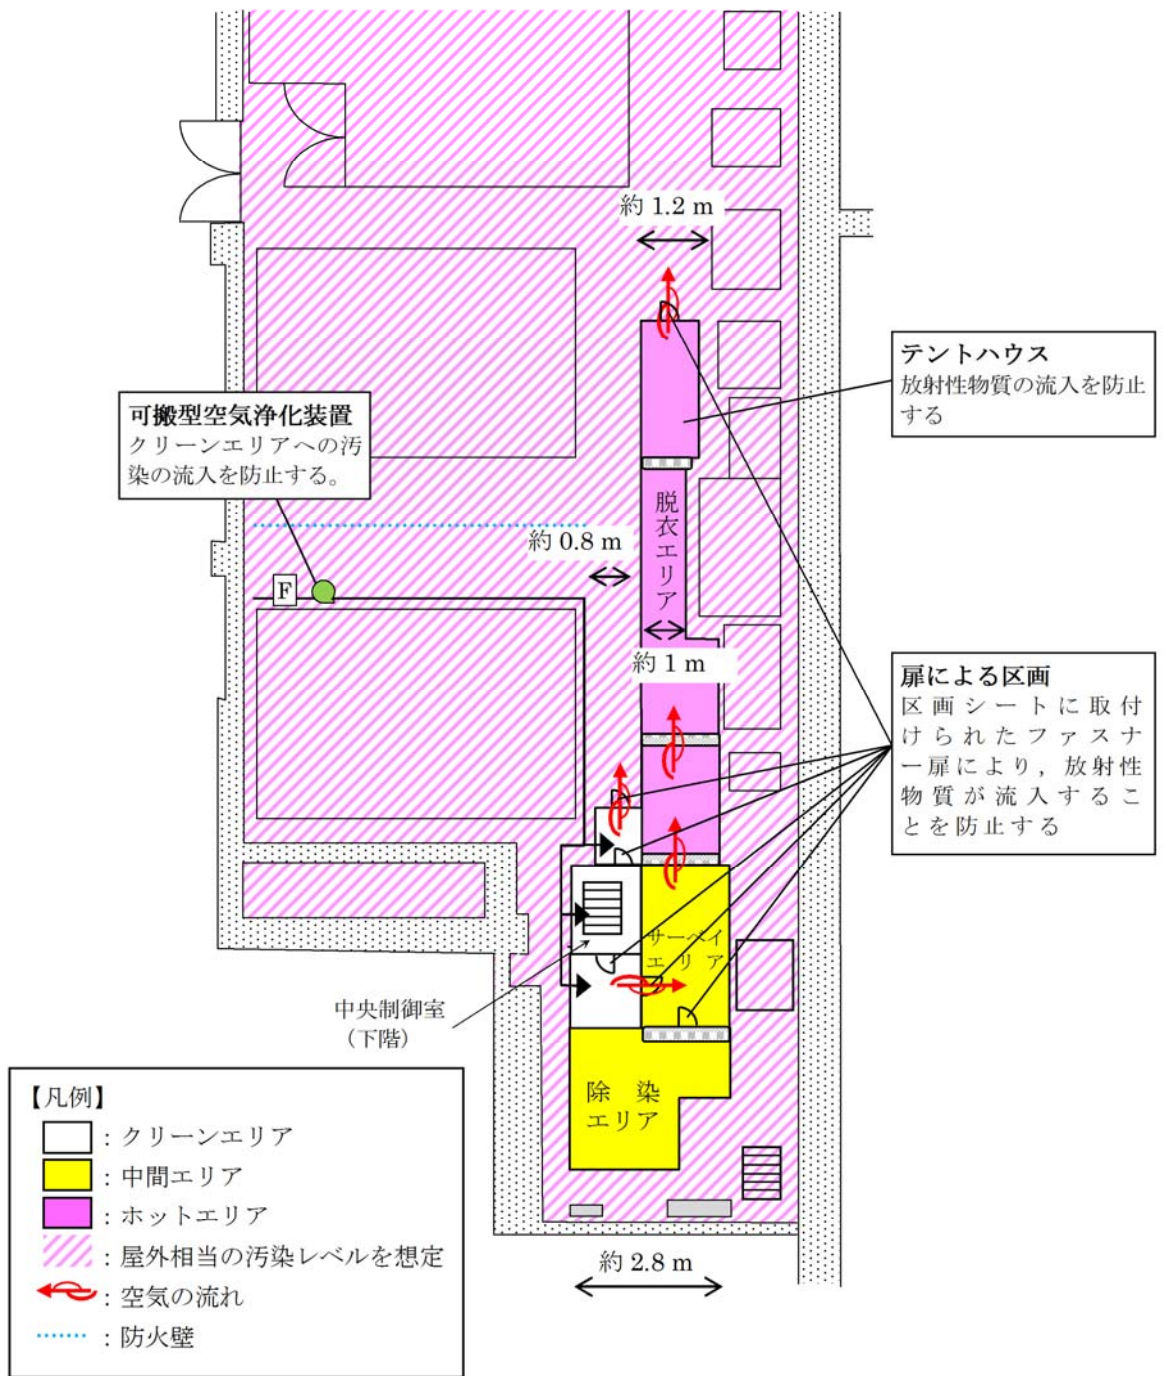 約 1.2 m
テントハウス
放射性物質の流入を防止
する
可搬型空気浄化装置
クリーンエリアへの汚
染の流入を防止する。
脱衣エリア
約 0.8 m
F
約 1 m
扉による区画
区画シートに取付
けられたファスナ
ー扉により，放射性
物質が流入するこ
とを防止する
サーベイ
エリア
中央制御室
（下階）
除 染
エリア
約 2.8 m
【凡例】
：クリーンエリア
：中間エリア
：ホットエリア
：屋外相当の汚染レベルを想定
：空気の流れ
：防火壁